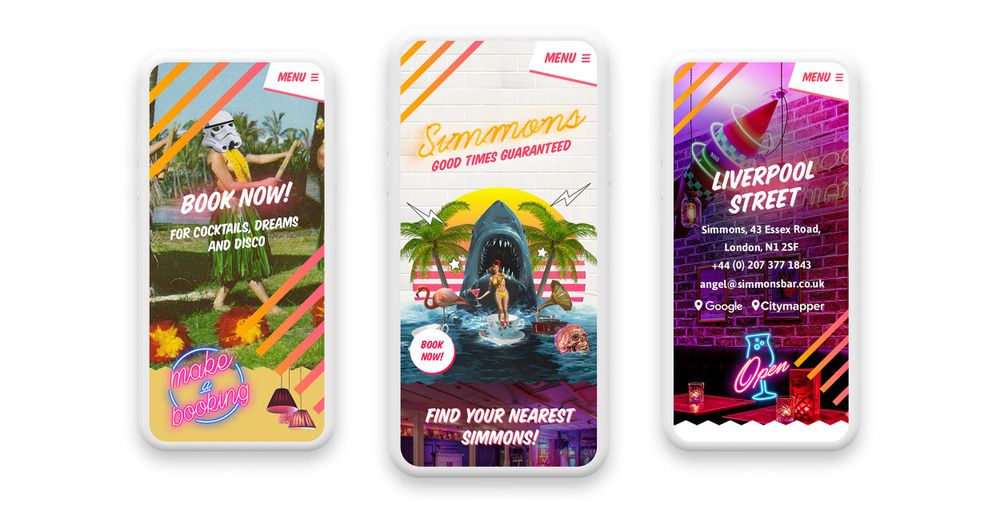 MENU
BOOK NOW!
FOR COCKTAILS, DREAMS
AND DISCO
make
a
booking
MENU
Simmons
GOOD TIMES GUARANTEED
BOOK
NOW!
FIND YOUR NEAREST
SIMMONS!
MENU
LIVERPOOL
STREET
Simmons, 43 Essex Road,
London, N1 2SF
+44 (0) 207 377 1843
angel@simmonsbar.co.uk
Google Citymapper
Open